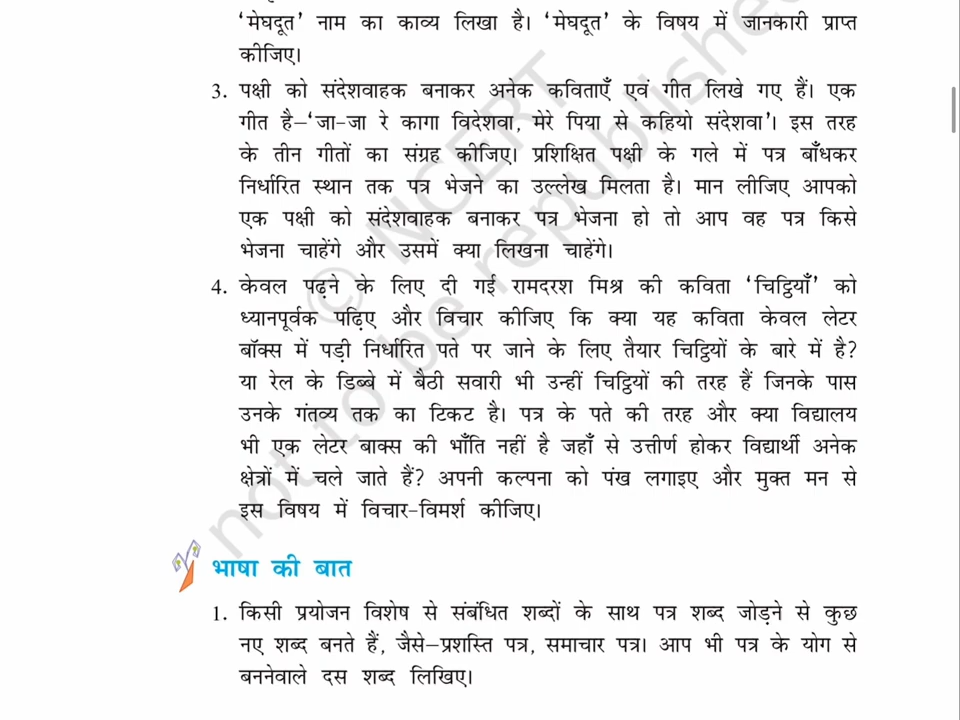 ‘मेघदूत’ नाम का काव्य लिखा है। ‘मेघदूत’ के विषय में जानकारी प्राप्त
कीजिए।
3. पक्षी को संदेशवाहक बनाकर अनेक कविताएँ एवं गीत लिखे गए हैं। एक
गीत है–‘जा-जा रे कागा विदेशवा, मेरे पिया से कहियो संदेशवा’। इस तरह
के तीन गीतों का संग्रह कीजिए। प्रशिक्षित पक्षी के गले में पत्र बाँधकर
निर्धारित स्थान तक पत्र भेजने का उल्लेख मिलता है। मान लीजिए आपको
एक पक्षी को संदेशवाहक बनाकर पत्र भेजना हो तो आप वह पत्र किसे
भेजना चाहेंगे और उसमें क्या लिखना चाहेंगे।
4. केवल पढ़ने के लिए दी गई रामदरश मिश्र की कविता ‘चिट्ठियाँ’ को
ध्यानपूर्वक पढ़िए और विचार कीजिए कि क्या यह कविता केवल लेटर
बॉक्स में पड़ी निर्धारित पते पर जाने के लिए तैयार चिट्ठियों के बारे में है?
या रेल के डिब्बे में बैठी सवारी भी उन्हीं चिट्ठियों की तरह हैं जिनके पास
उनके गंतव्य तक का टिकट है। पत्र के पते की तरह और क्या विद्यालय
भी एक लेटर बाक्स की भाँति नहीं है जहाँ से उत्तीर्ण होकर विद्यार्थी अनेक
क्षेत्रों में चले जाते हैं? अपनी कल्पना को पंख लगाइए और मुक्त मन से
इस विषय में विचार-विमर्श कीजिए।
भाषा की बात
1. किसी प्रयोजन विशेष से संबंधित शब्दों के साथ पत्र शब्द जोड़ने से कुछ
नए शब्द बनते हैं, जैसे–प्रशस्ति पत्र, समाचार पत्र। आप भी पत्र के योग से
बननेवाले दस शब्द लिखिए।
© NCERT
not to be republished